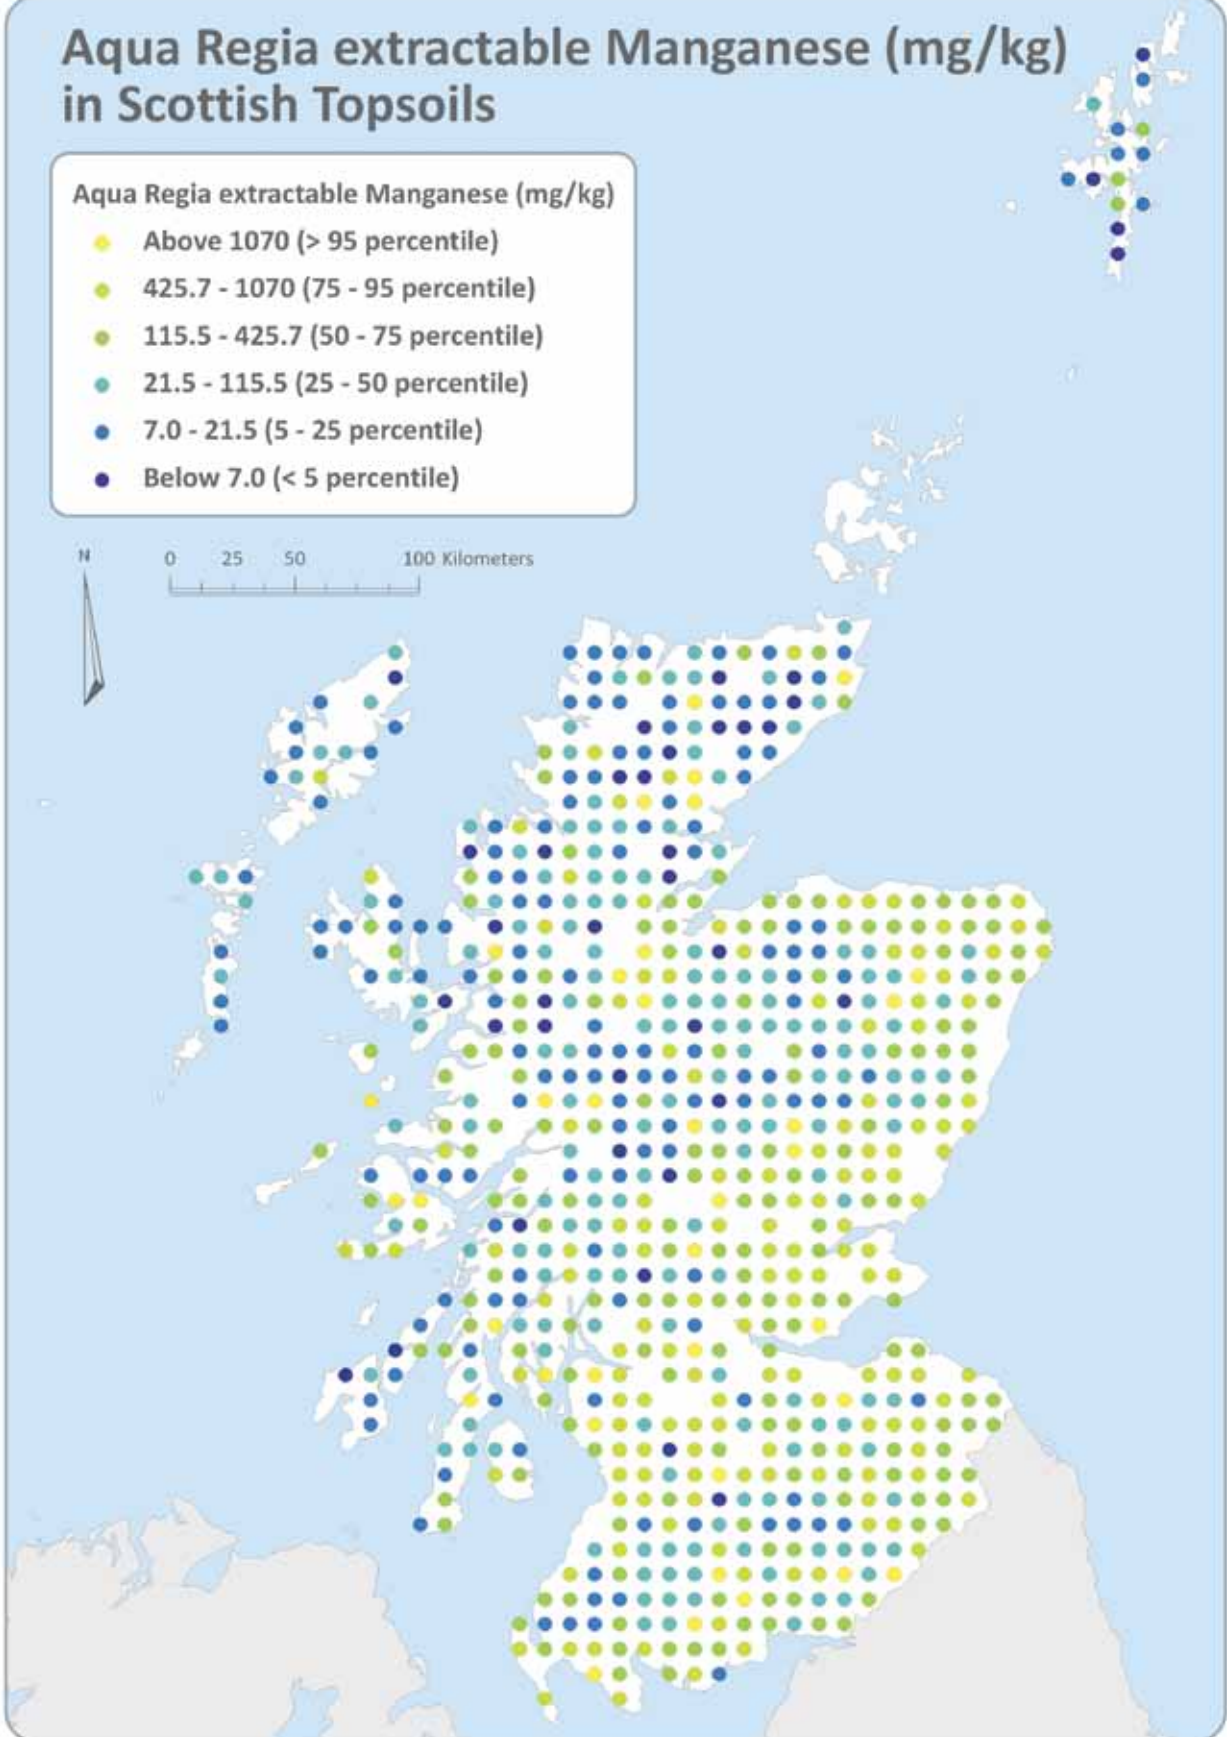 Aqua Regia extractable Manganese (mg/kg)
in Scottish Topsoils
Aqua Regia extractable Manganese (mg/kg)
Above 1070 (> 95 percentile)
425.7 - 1070 (75 - 95 percentile)
115.5 - 425.7 (50 - 75 percentile)
21.5 - 115.5 (25 - 50 percentile)
7.0 - 21.5 (5 - 25 percentile)
Below 7.0 (< 5 percentile)
N
0 25 50 100 Kilometers